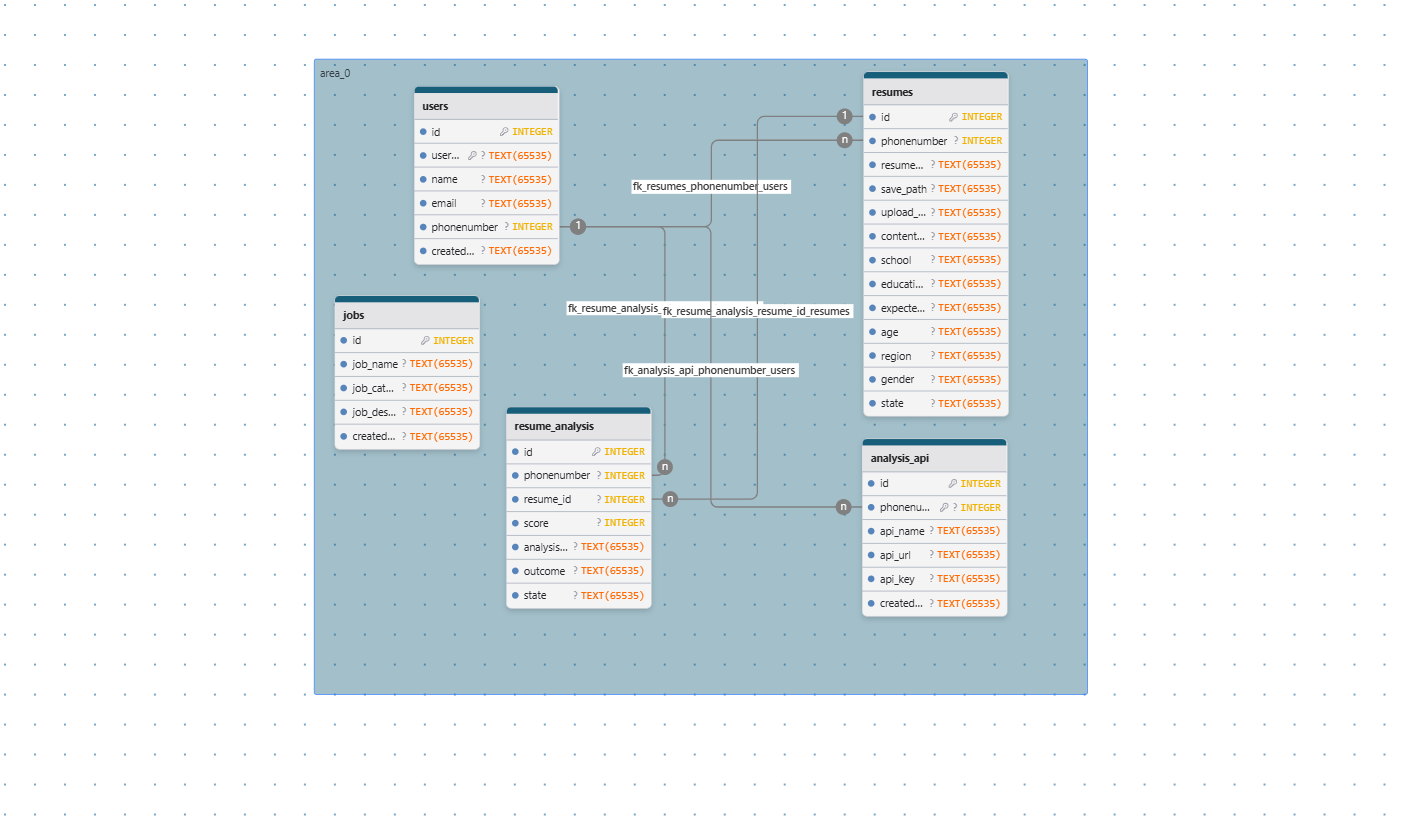 area_0
users
id INTEGER
user... ? TEXT(65535)
name ? TEXT(65535)
email ? TEXT(65535)
phonenumber ? INTEGER
created... ? TEXT(65535)
jobs
id INTEGER
job_name ? TEXT(65535)
job_cat... ? TEXT(65535)
job_des... ? TEXT(65535)
created... ? TEXT(65535)
resume_analysis
id INTEGER
phonenumber ? INTEGER
resume_id ? INTEGER
score ? INTEGER
analysis... ? TEXT(65535)
outcome ? TEXT(65535)
state ? TEXT(65535)
resumes
id INTEGER
phonenumber ? INTEGER
resume... ? TEXT(65535)
save_path ? TEXT(65535)
upload_... ? TEXT(65535)
content... ? TEXT(65535)
school ? TEXT(65535)
educati... ? TEXT(65535)
expecte... ? TEXT(65535)
age ? TEXT(65535)
region ? TEXT(65535)
gender ? TEXT(65535)
state ? TEXT(65535)
analysis_api
id INTEGER
phonenu... ? INTEGER
api_name ? TEXT(65535)
api_url ? TEXT(65535)
api_key ? TEXT(65535)
created... ? TEXT(65535)
fk_resumes_phonenumber_users
fk_resume_analysis_
fk_resume_analysis_resume_id_resumes
fk_analysis_api_phonenumber_users
1
1
n
n
n
n